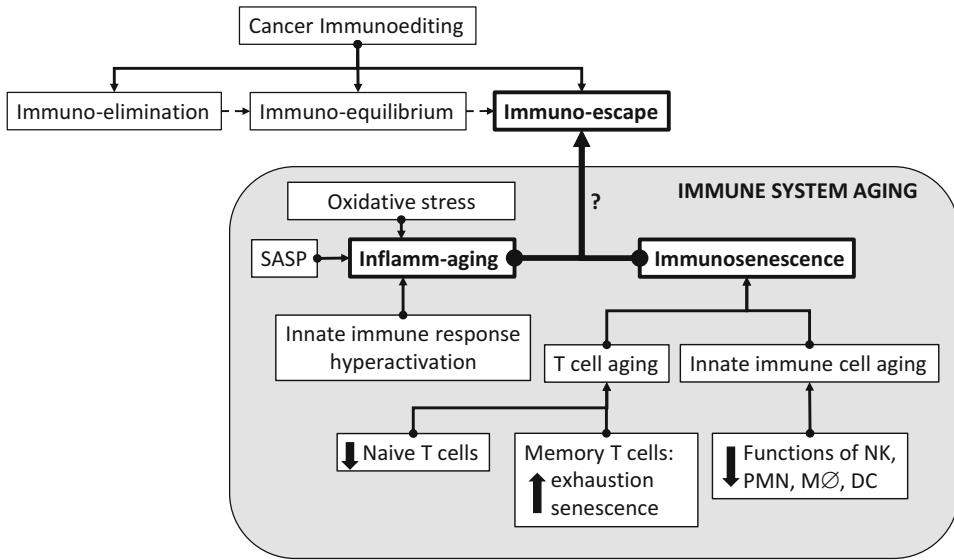 Cancer Immunoediting
Immuno-elimination
Immuno-equilibrium
Immuno-escape
?
IMMUNE SYSTEM AGING
Oxidative stress
SASP
Inflamm-aging
Immunosenescence
Innate immune response
hyperactivation
T cell aging
Innate immune cell aging
Naive T cells
Memory T cells:
exhaustion
senescence
Functions of NK,
PMN, M∅, DC